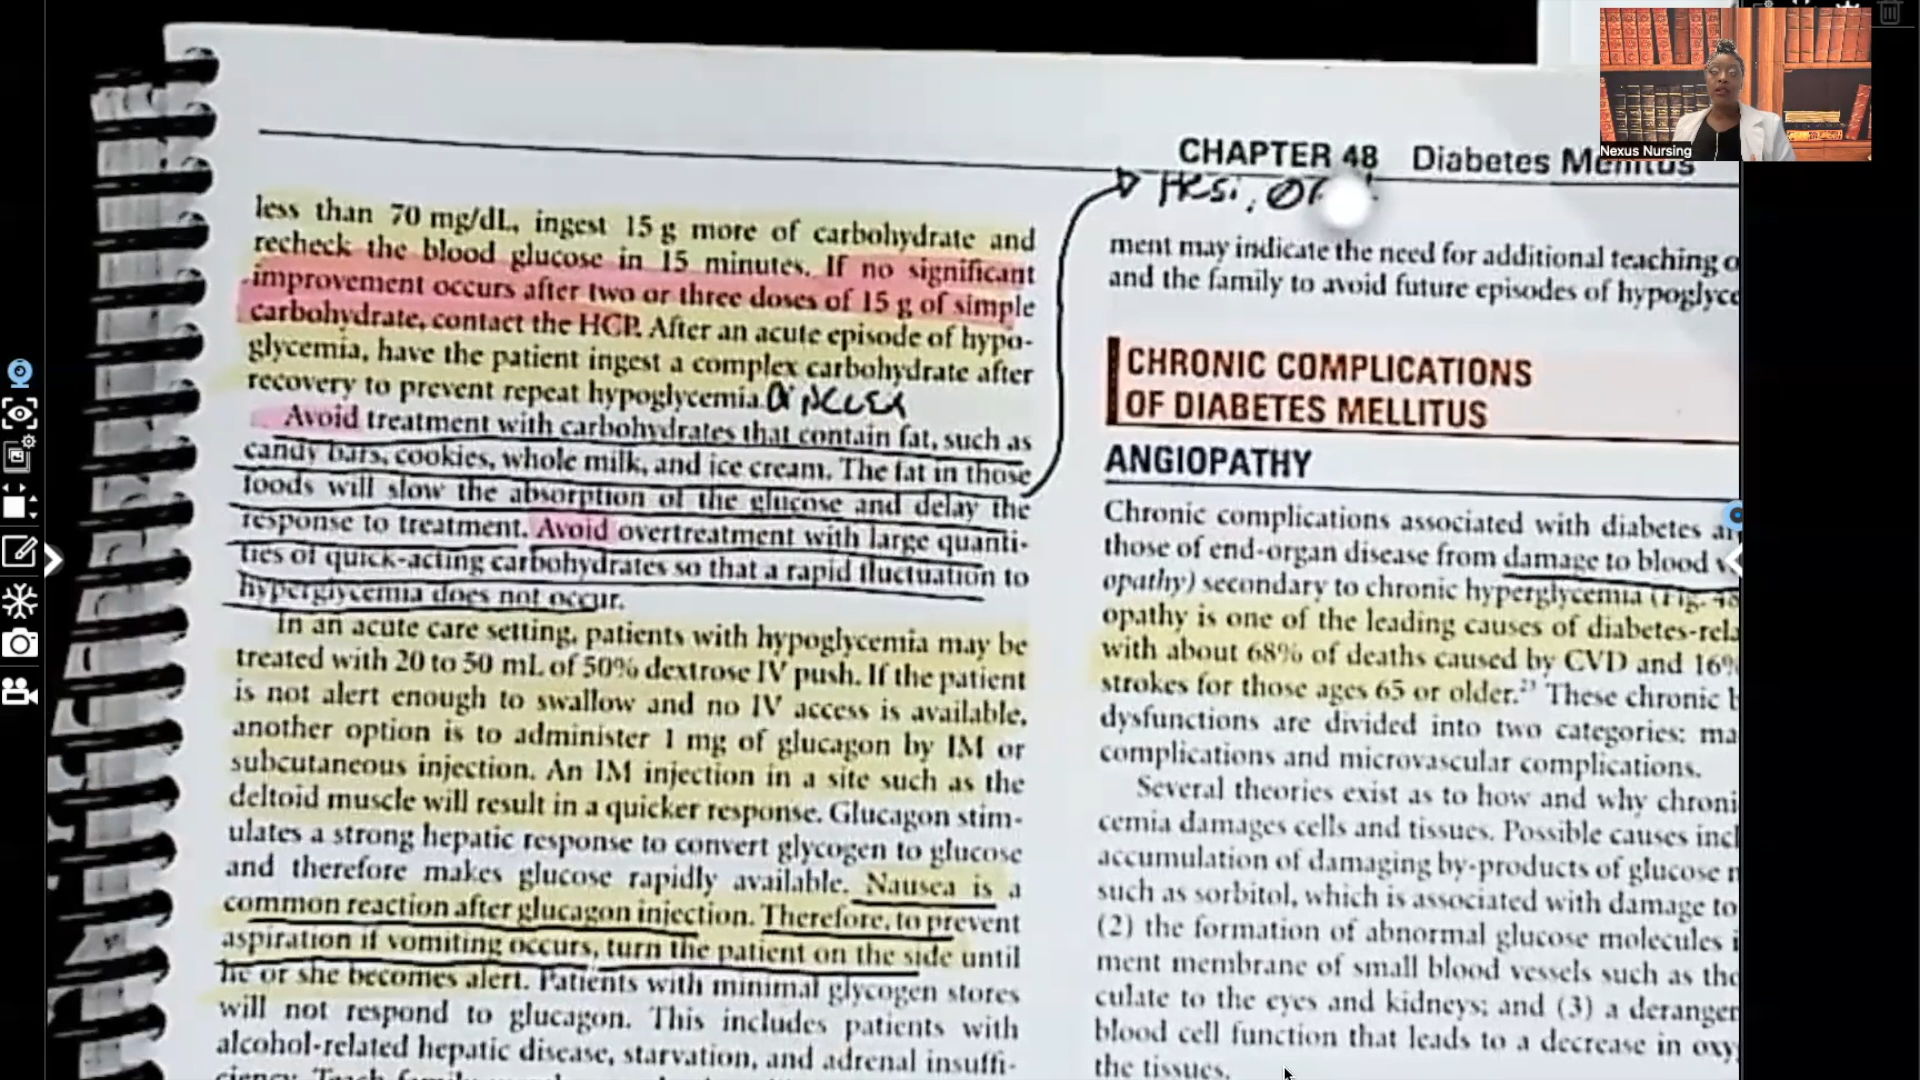 Nexus Nursing
CHAPTER 48 Diabetes Mellitus
less than 70 mg/dL, ingest 15 g more of carbohydrate and
recheck the blood glucose in 15 minutes. If no significant
improvement occurs after two or three doses of 15 g of simple
carbohydrate, contact the HCP. After an acute episode of hypo-
glycemia, have the patient ingest a complex carbohydrate after
recovery to prevent repeat hypoglycemia.
Avoid treatment with carbohydrates that contain fat, such as
candy bars, cookies, whole milk, and ice cream. The fat in those
foods will slow the absorption of the glucose and delay the
response to treatment. Avoid overtreatment with large quanti-
ties of quick-acting carbohydrates so that a rapid fluctuation to
hyperglycemia does not occur.
In an acute care setting, patients with hypoglycemia may be
treated with 20 to 50 mL of 50% dextrose IV push. If the patient
is not alert enough to swallow and no IV access is available,
another option is to administer 1 mg of glucagon by IM or
subcutaneous injection. An IM injection in a site such as the
deltoid muscle will result in a quicker response. Glucagon stim-
ulates a strong hepatic response to convert glycogen to glucose
and therefore makes glucose rapidly available. Nausea is a
common reaction after glucagon injection. Therefore, to prevent
aspiration if vomiting occurs, turn the patient on the side until
he or she becomes alert. Patients with minimal glycogen stores
will not respond to glucagon. This includes patients with
alcohol-related hepatic disease, starvation, and adrenal insuffi-
ciency. Teach family
ment may indicate the need for additional teaching o
and the family to avoid future episodes of hypoglyce
CHRONIC COMPLICATIONS
OF DIABETES MELLITUS
ANGIOPATHY
Chronic complications associated with diabetes ar
those of end-organ disease from damage to blood v
opathy) secondary to chronic hyperglycemia (Fig. 48
opathy is one of the leading causes of diabetes-rela
with about 68% of deaths caused by CVD and 16%
strokes for those ages 65 or older. These chronic b
dysfunctions are divided into two categories: ma
complications and microvascular complications.
Several theories exist as to how and why chroni
cemia damages cells and tissues. Possible causes incl
accumulation of damaging by-products of glucose m
such as sorbitol, which is associated with damage to
(2) the formation of abnormal glucose molecules i
ment membrane of small blood vessels such as tho
culate to the eyes and kidneys; and (3) a derangem
blood cell function that leads to a decrease in oxy
the tissues.